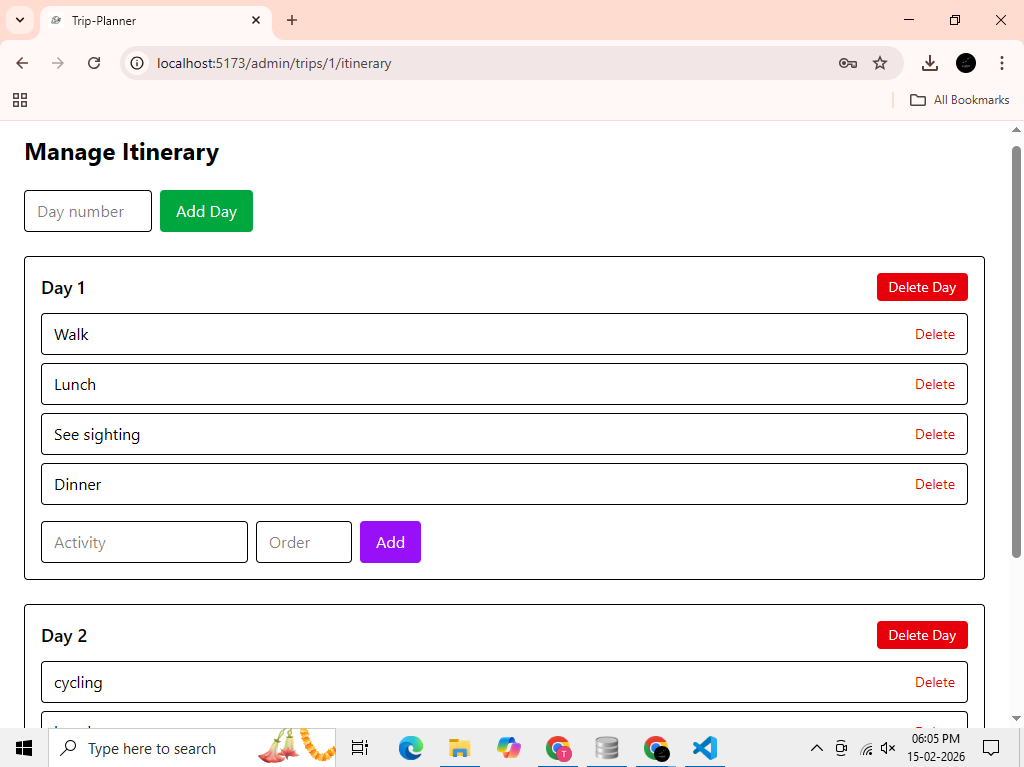 Trip-Planner
localhost:5173/admin/trips/1/itinerary
All Bookmarks
Manage Itinerary
Day number Add Day
Day 1 Delete Day
Walk Delete
Lunch Delete
See sighting Delete
Dinner Delete
Activity Order Add
Day 2 Delete Day
cycling Delete
Type here to search
06:05 PM
15-02-2026